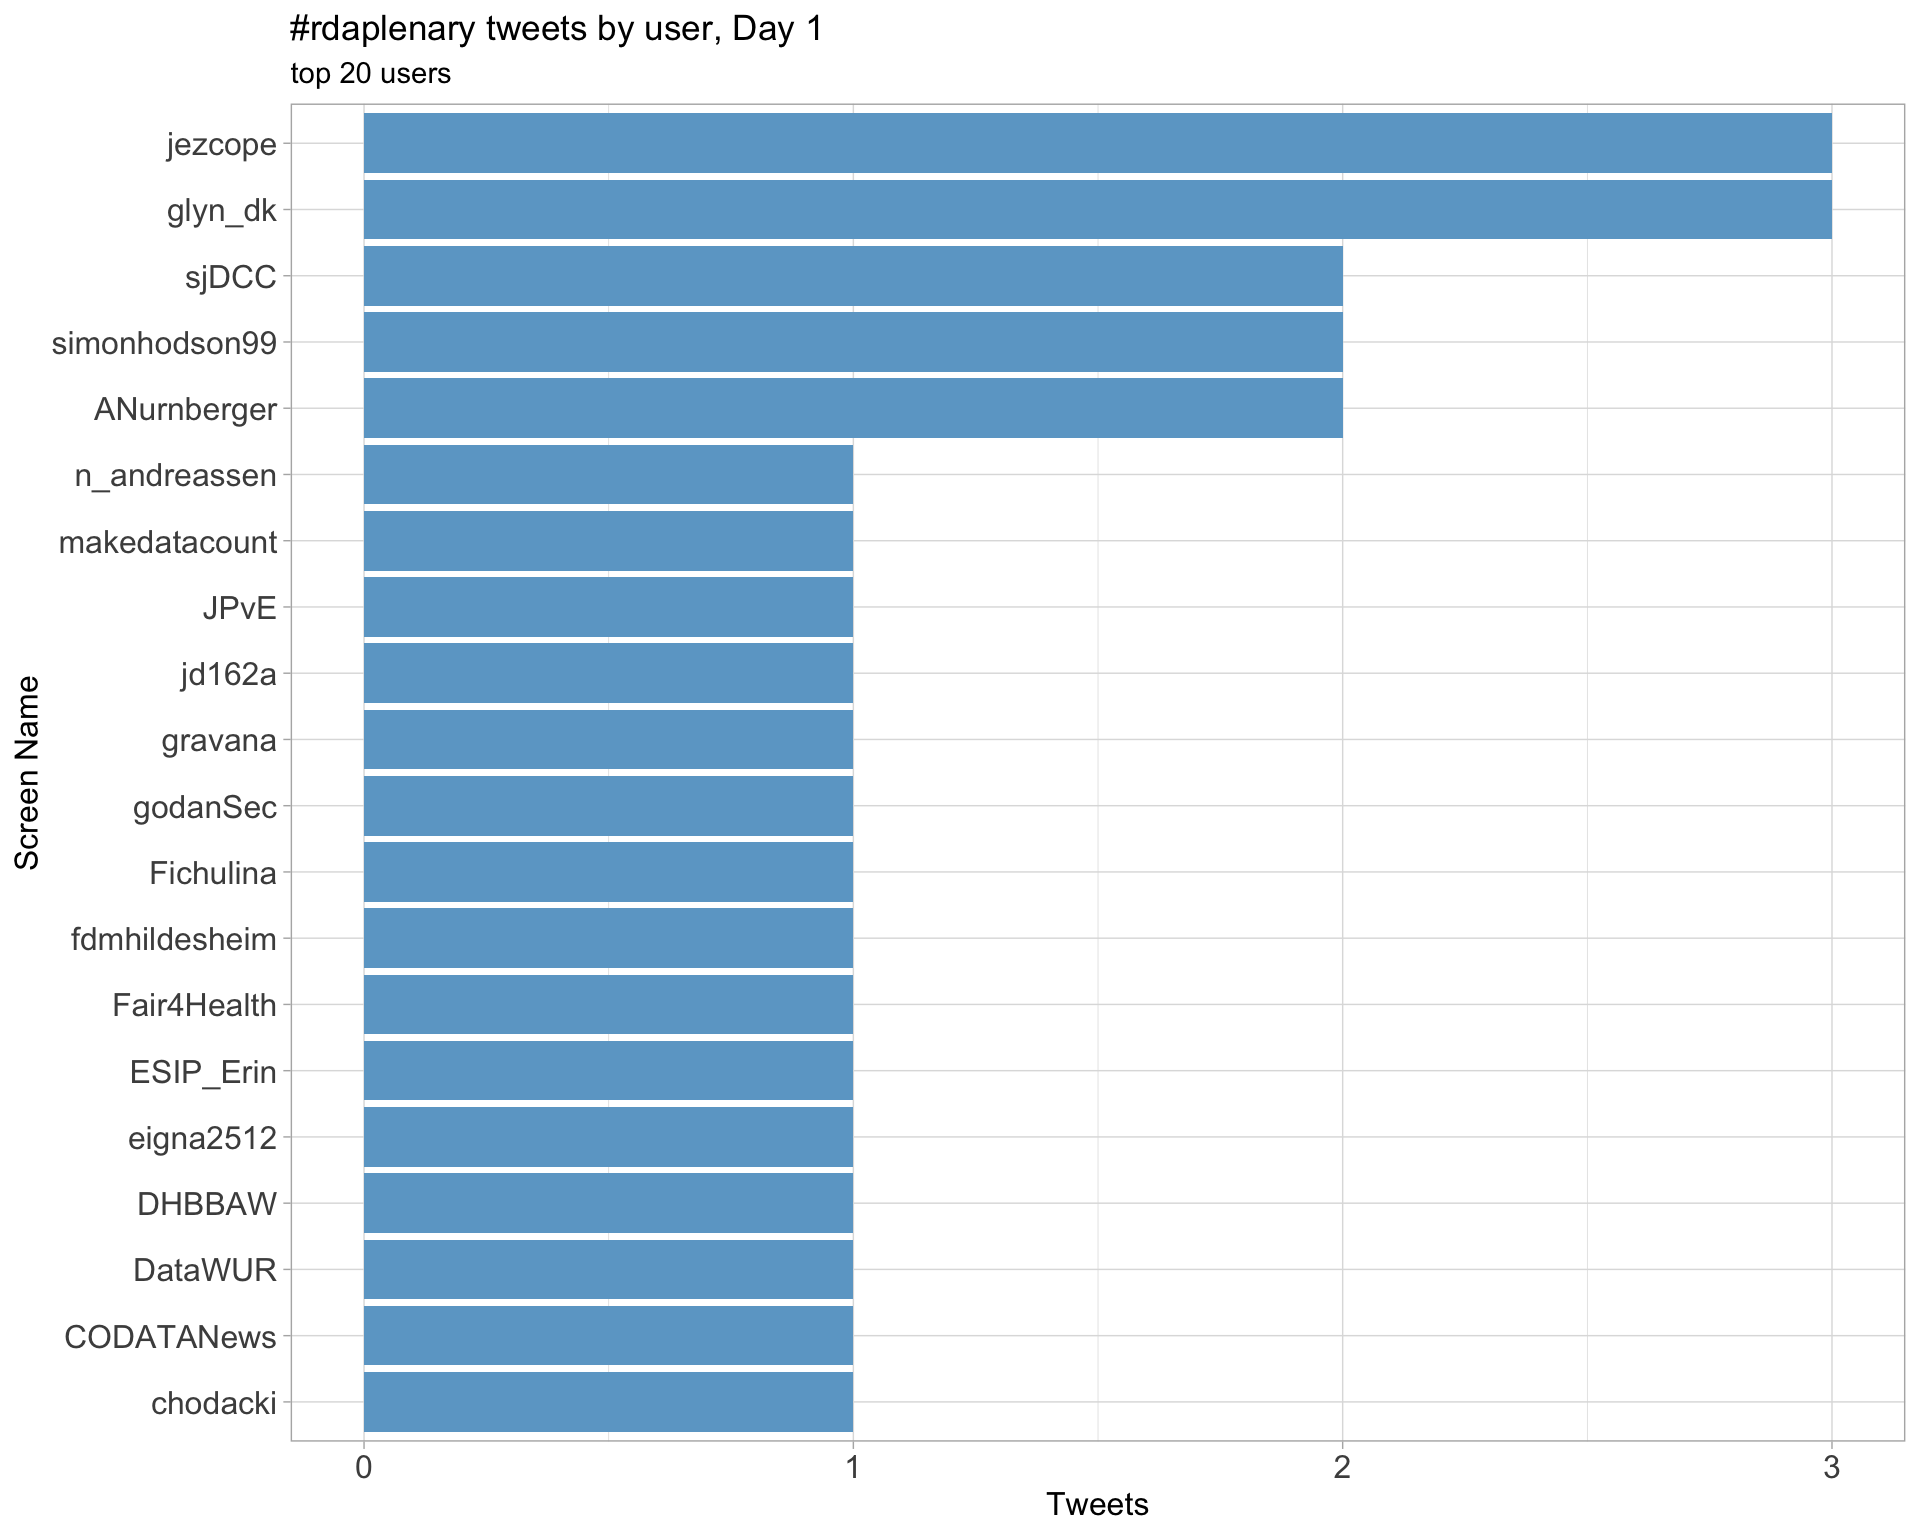 #rdaplenary tweets by user, Day 1
top 20 users
jezcope
glyn_dk
sjDCC
simonhodson99
ANurnberger
n_andreassen
makedatacount
JPvE
jd162a
gravana
godanSec
Fichulina
fdmhildesheim
Fair4Health
ESIP_Erin
eigna2512
DHBBAW
DataWUR
CODATANews
chodacki
Screen Name
0 1 2 3
Tweets